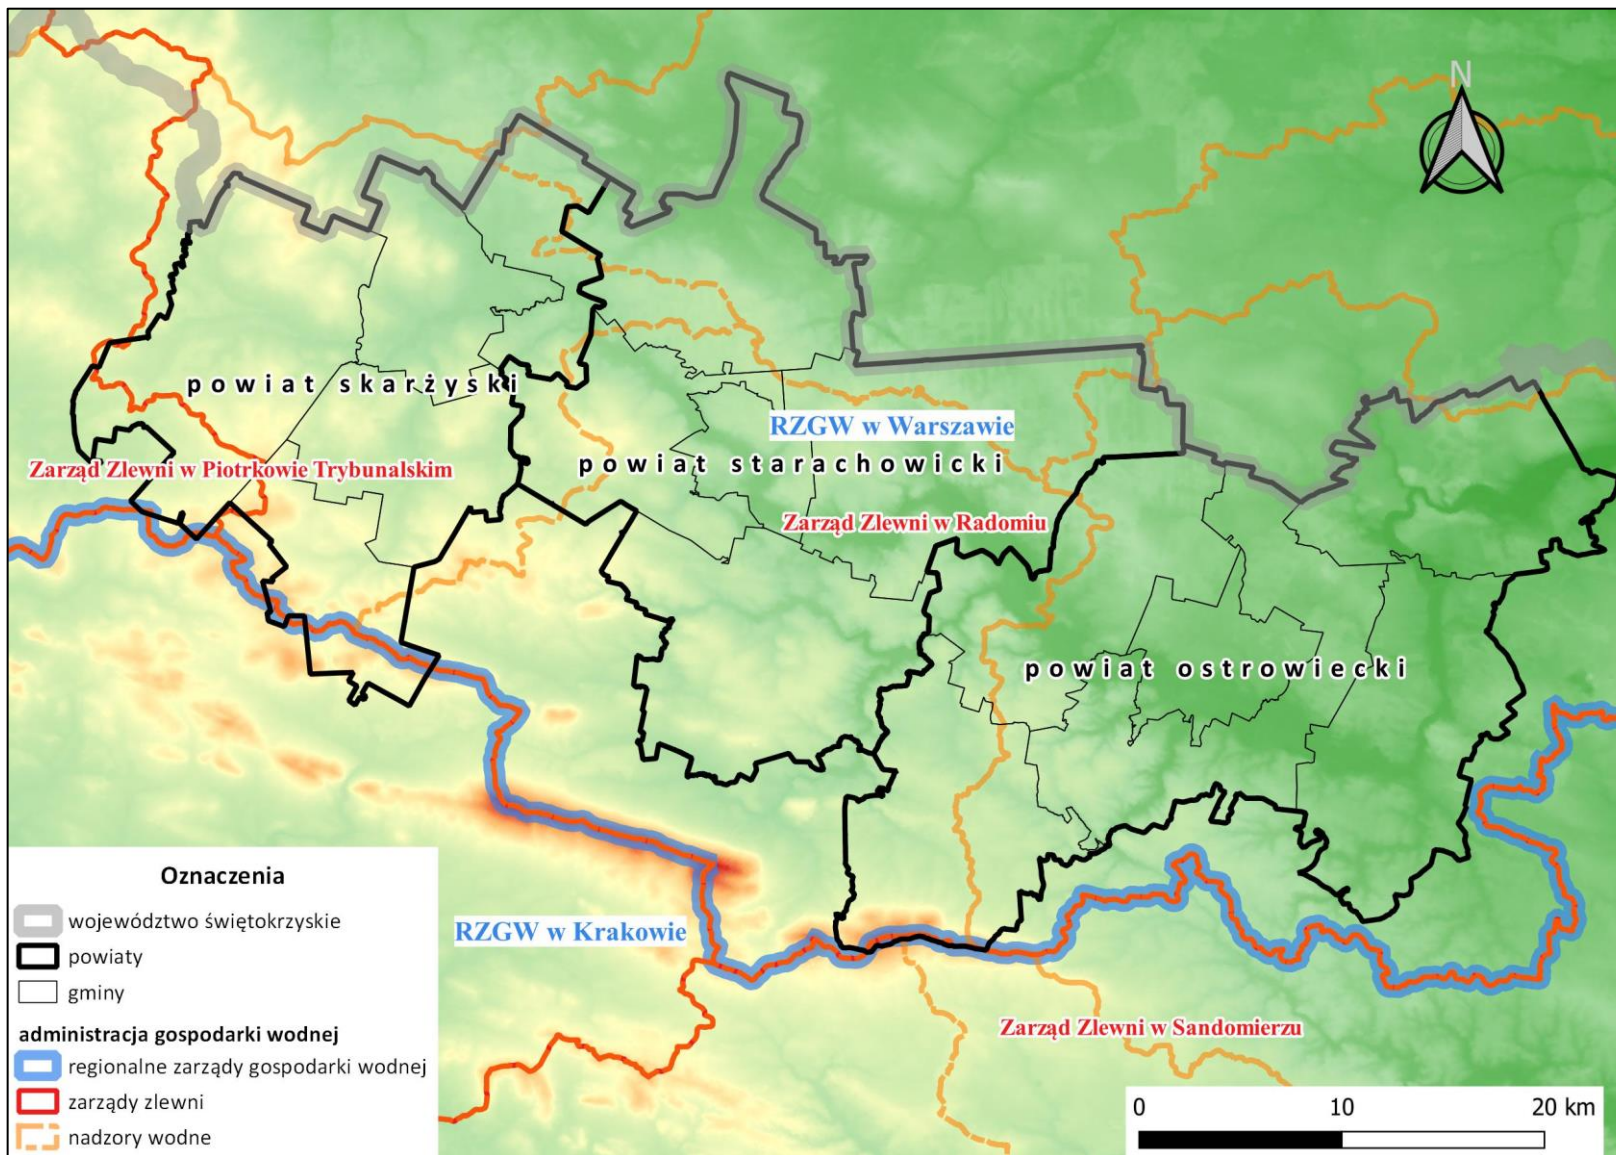 N
powiat skarżyski
RZGW w Warszawie
Zarząd Zlewni w Piotrkowie Trybunalskim
powiat starachowicki
Zarząd Zlewni w Radomiu
powiat ostrowiecki
RZGW w Krakowie
Zarząd Zlewni w Sandomierzu
Oznaczenia
województwo świętokrzyskie
powiaty
gminy
administracja gospodarki wodnej
regionalne zarządy gospodarki wodnej
zarządy zlewni
nadzory wodne
0 10 20 km